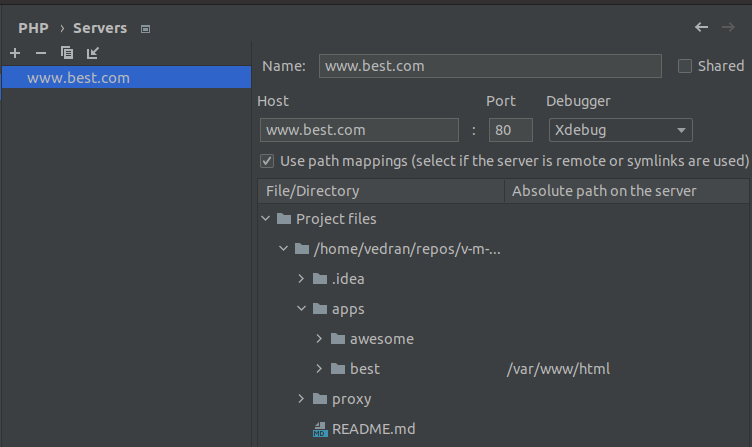 PHP › Servers
www.best.com
Name: www.best.com Shared
Host Port Debugger
www.best.com : 80 Xdebug
Use path mappings (select if the server is remote or symlinks are used)
File/Directory Absolute path on the server
Project files
/home/vedran/repos/v-m-...
.idea
apps
awesome
best /var/www/html
proxy
MD README.md